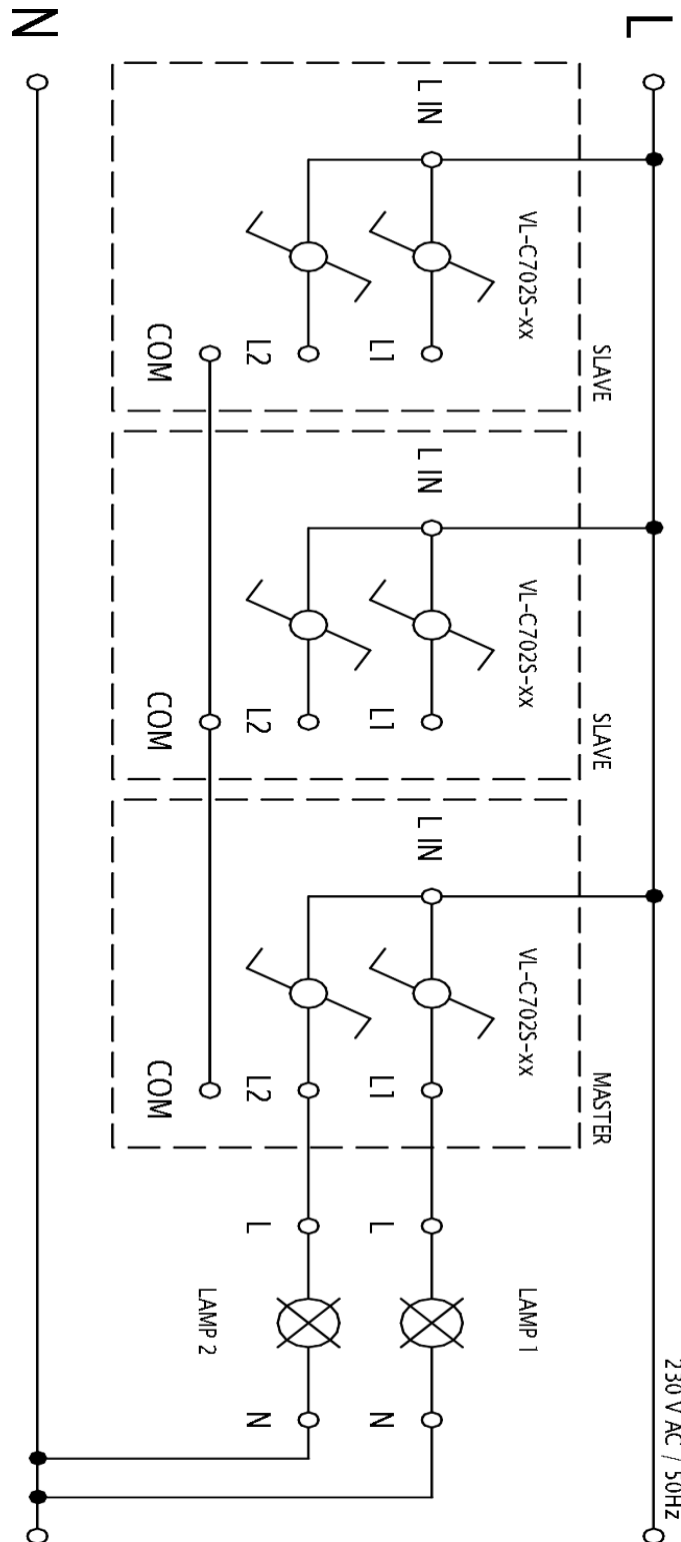 L
230 V AC / 50Hz
SLAVE
VL-C702S-xx
L IN
L1
L2
COM
SLAVE
VL-C702S-xx
L IN
L1
L2
COM
MASTER
VL-C702S-xx
L IN
L1
L2
COM
LAMP 1
L
N
LAMP 2
L
N
N